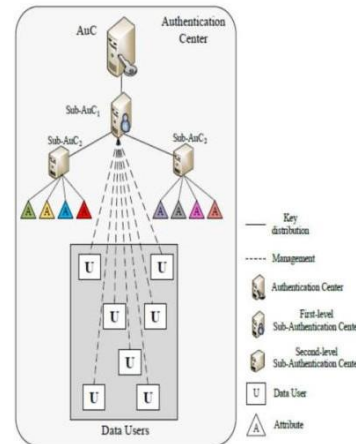 Authentication
Center
AuC
Sub-AuC₁
Sub-AuC₂
Sub-AuC₂
A A A A A A A A
U U
U U
U
U U
Data Users
Key
distribution
Management
Authentication Center
First-level
Sub-Authentication Center
Second-level
Sub-Authentication Center
U Data User
A Attribute